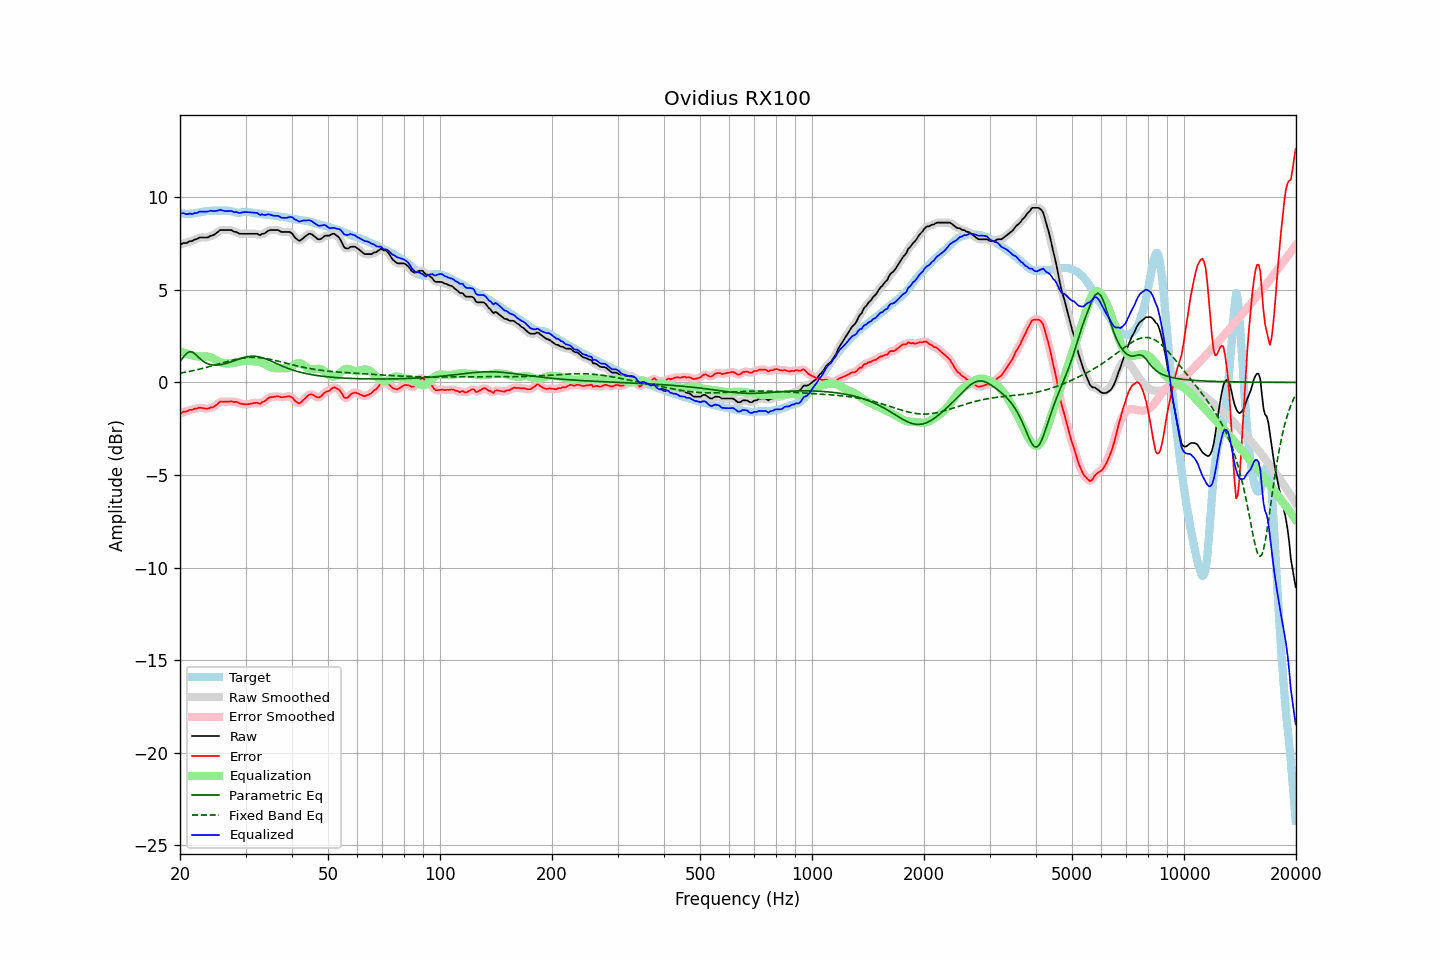 Ovidius RX100
Amplitude (dBr)
10
5
0
−5
−10
−15
−20
−25
Target
Raw Smoothed
Error Smoothed
Raw
Error
Equalization
Parametric Eq
Fixed Band Eq
Equalized
20 50 100 200 500 1000 2000 5000 10000 20000
Frequency (Hz)